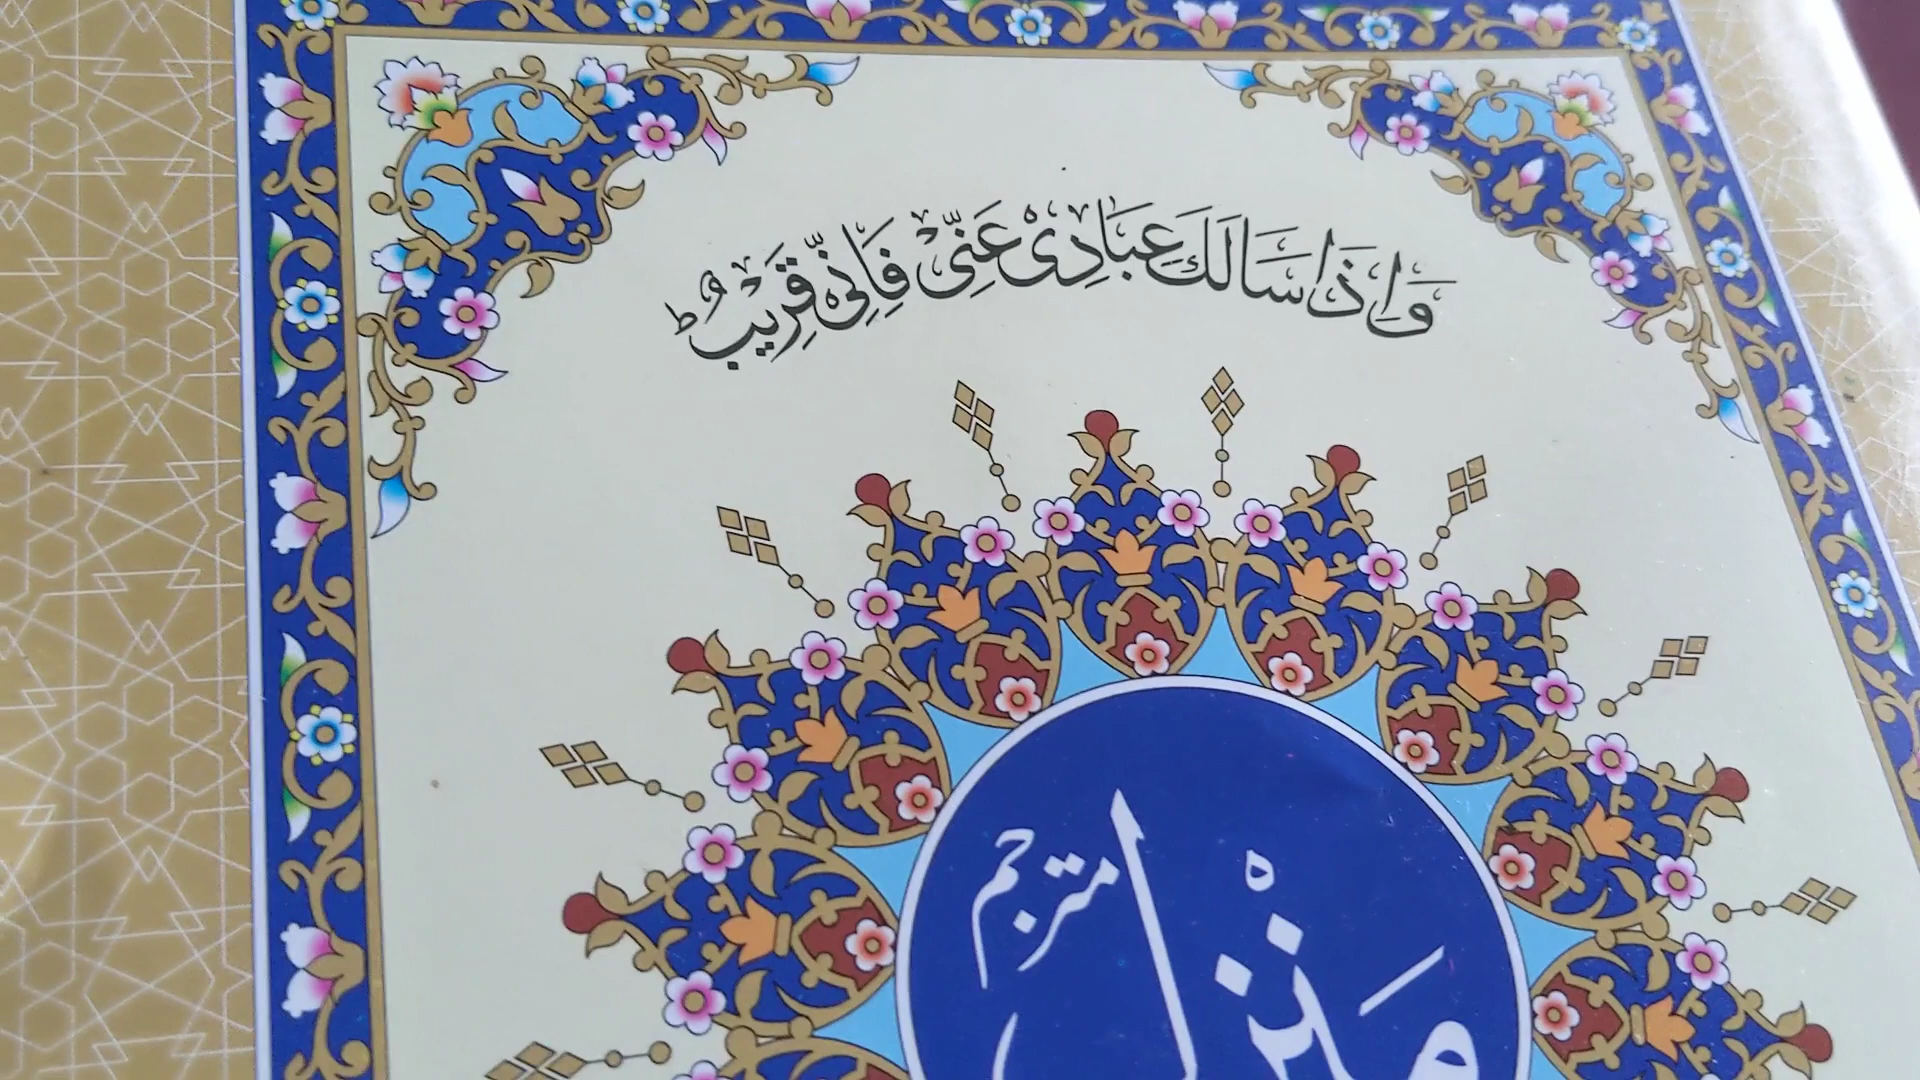 وَاِذَا سَاَلَكَ عِبَادِیْ عَنِّیْ فَاِنِّیْ قَرِیْبٌ ؕ
مَنْزِل
مترجم